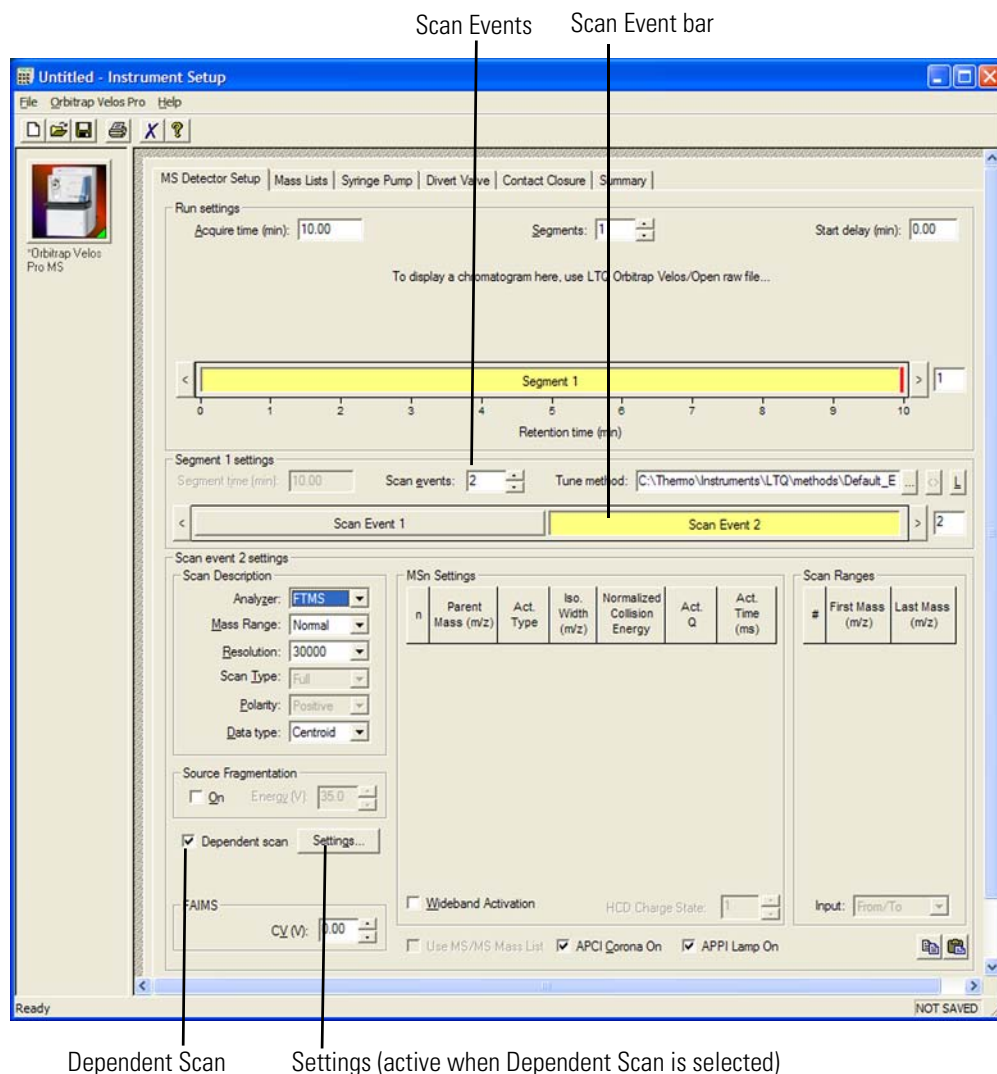 Scan Events Scan Event bar
Untitled - Instrument Setup
File Orbitrap Velos Pro Help
*Orbitrap Velos
Pro MS
MS Detector Setup Mass Lists Syringe Pump Divert Valve Contact Closure Summary
Run settings
Acquire time (min): 10.00 Segments: 1 Start delay (min): 0.00
To display a chromatogram here, use LTQ Orbitrap Velos/Open raw file...
< Segment 1 > 1
0 1 2 3 4 5 6 7 8 9 10
Retention time (min)
Segment 1 settings
Segment time (min): 10.00 Scan events: 2 Tune method: C:\Thermo\Instruments\LTQ\methods\Default_E ... <> L
< Scan Event 1 Scan Event 2 > 2
Scan event 2 settings
Scan Description
Analyzer: FTMS
Mass Range: Normal
Resolution: 30000
Scan Type: Full
Polarity: Positive
Data type: Centroid
Source Fragmentation
On Energy (V): 35.0
Dependent scan Settings...
FAIMS
CV (V): 0.00
MSn Settings
n Parent Mass (m/z) Act. Type Iso. Width (m/z) Normalized Collision Energy Act. Q Act. Time (ms)
Wideband Activation HCD Charge State: 1
Use MS/MS Mass List APCI Corona On APPI Lamp On
Scan Ranges
# First Mass (m/z) Last Mass (m/z)
Input: From/To
Ready NOT SAVED
Dependent Scan Settings (active when Dependent Scan is selected)